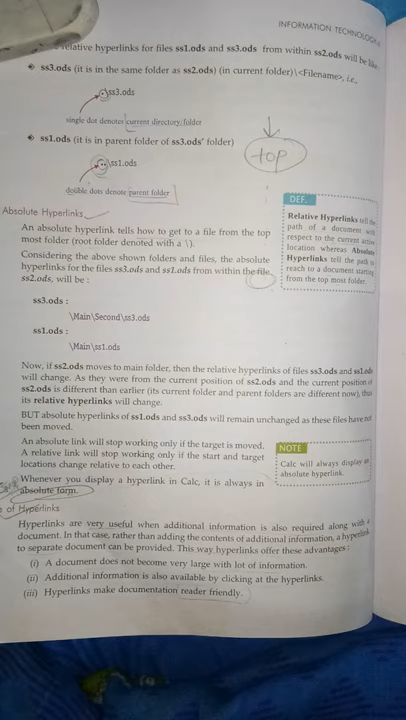 INFORMATION TECHNOLOGY
relative hyperlinks for files ss1.ods and ss3.ods from within ss2.ods will be like
ss3.ods (it is in the same folder as ss2.ods) (in current folder)\<Filename>, i.e.,
.\ss3.ods
single dot denotes current directory/folder
ss1.ods (it is in parent folder of ss3.ods' folder)
top
..\ss1.ods
double dots denote parent folder
DEF.
Relative Hyperlinks tell the
path of a document with
respect to the current active
location whereas Absolute
Hyperlinks tell the path to
reach to a document starting
from the top most folder.
Absolute Hyperlinks
An absolute hyperlink tells how to get to a file from the top
most folder (root folder denoted with a \).
Considering the above shown folders and files, the absolute
hyperlinks for the files ss3.ods and ss1.ods from within the file
ss2.ods, will be :
ss3.ods :
\Main\Second\ss3.ods
ss1.ods :
\Main\ss1.ods
Now, if ss2.ods moves to main folder, then the relative hyperlinks of files ss3.ods and ss1.ods
will change. As they were from the current position of ss2.ods and the current position of
ss2.ods is different than earlier (its current folder and parent folders are different now), thus
its relative hyperlinks will change.
BUT absolute hyperlinks of ss1.ods and ss3.ods will remain unchanged as these files have not
been moved.
An absolute link will stop working only if the target is moved.
A relative link will stop only if the start and target
locations change relative to each other.
NOTE
Calc will always display an
absolute hyperlink.
Whenever you display a hyperlink in Calc, it is always in
absolute form.
of Hyperlinks
Hyperlinks are very useful when additional information is also required along with a
document. In that case, rather than adding the contents of additional information, a hyperlink
to separate document can be provided. This way hyperlinks offer these advantages :
(i) A document does not become very large with lot of information.
(ii) Additional information is also available by clicking at the hyperlinks.
(iii) Hyperlinks make documentation reader friendly.